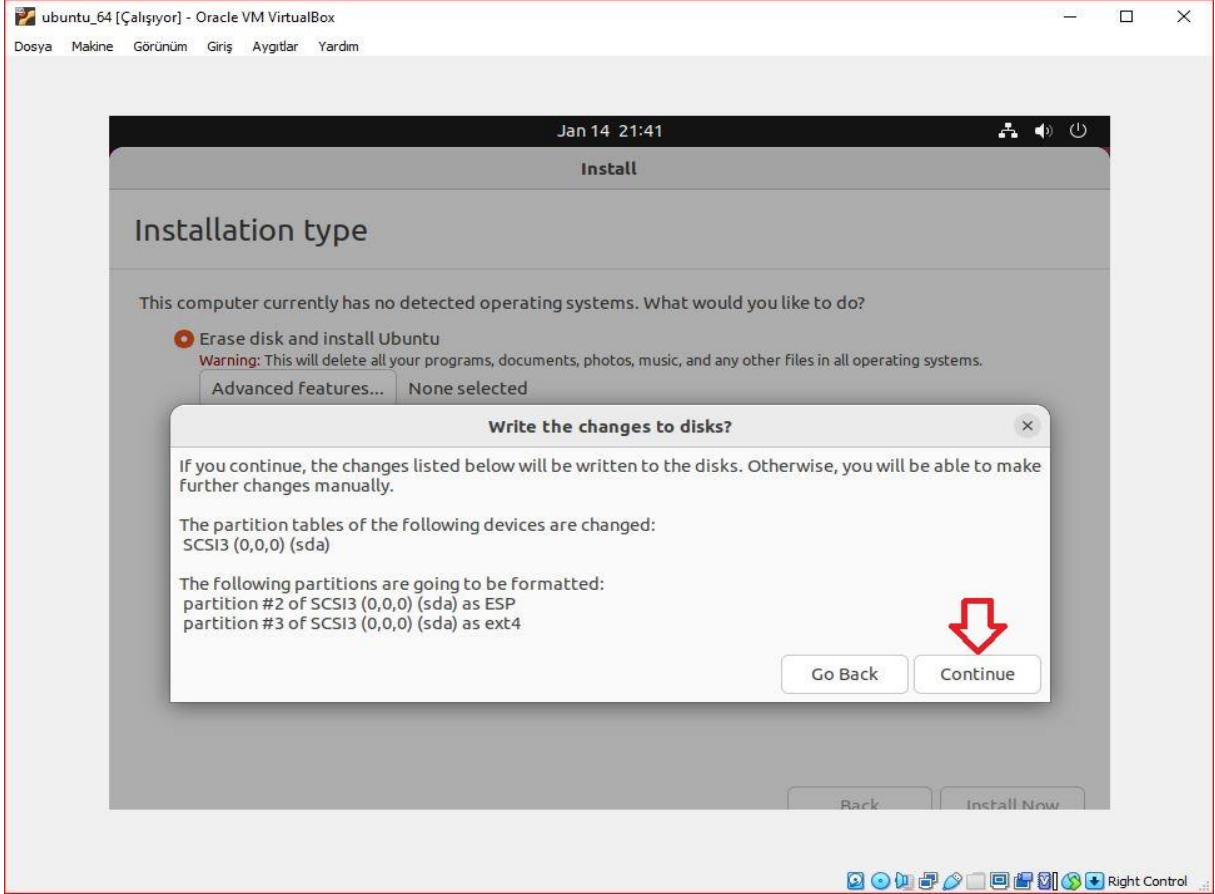 ubuntu_64 [Çalışıyor] - Oracle VM VirtualBox
Dosya Makine Görünüm Giriş Aygıtlar Yardım
Jan 14 21:41
Install
Installation type
This computer currently has no detected operating systems. What would you like to do?
Erase disk and install Ubuntu
Warning: This will delete all your programs, documents, photos, music, and any other files in all operating systems.
Advanced features... None selected
Write the changes to disks?
If you continue, the changes listed below will be written to the disks. Otherwise, you will be able to make
further changes manually.
The partition tables of the following devices are changed:
SCSI3 (0,0,0) (sda)
The following partitions are going to be formatted:
partition #2 of SCSI3 (0,0,0) (sda) as ESP
partition #3 of SCSI3 (0,0,0) (sda) as ext4
Go Back Continue
Back Install Now
Right Control